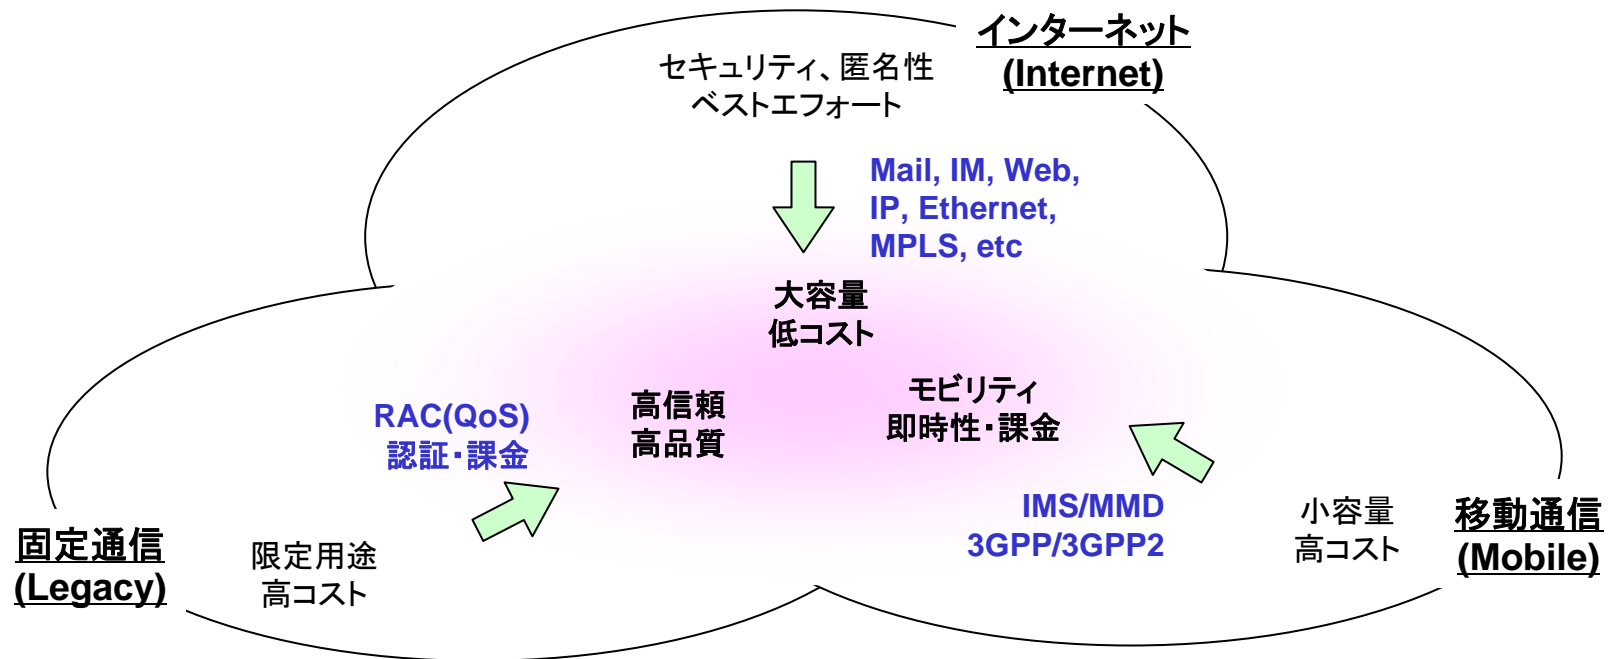 インターネット
(Internet)
セキュリティ、匿名性
ベストエフォート
Mail, IM, Web,
IP, Ethernet,
MPLS, etc
大容量
低コスト
高信頼
高品質
モビリティ
即時性・課金
RAC(QoS)
認証・課金
固定通信
(Legacy)
限定用途
高コスト
IMS/MMD
3GPP/3GPP2
小容量
高コスト
移動通信
(Mobile)